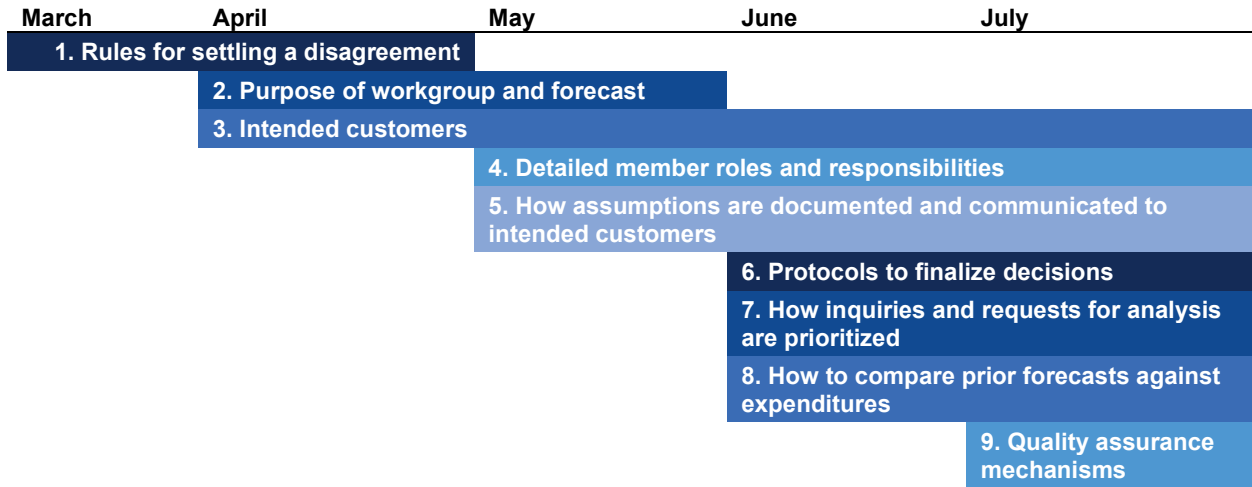 March April May June July
1. Rules for settling a disagreement
2. Purpose of workgroup and forecast
3. Intended customers
4. Detailed member roles and responsibilities
5. How assumptions are documented and communicated to
intended customers
6. Protocols to finalize decisions
7. How inquiries and requests for analysis
are prioritized
8. How to compare prior forecasts against
expenditures
9. Quality assurance
mechanisms